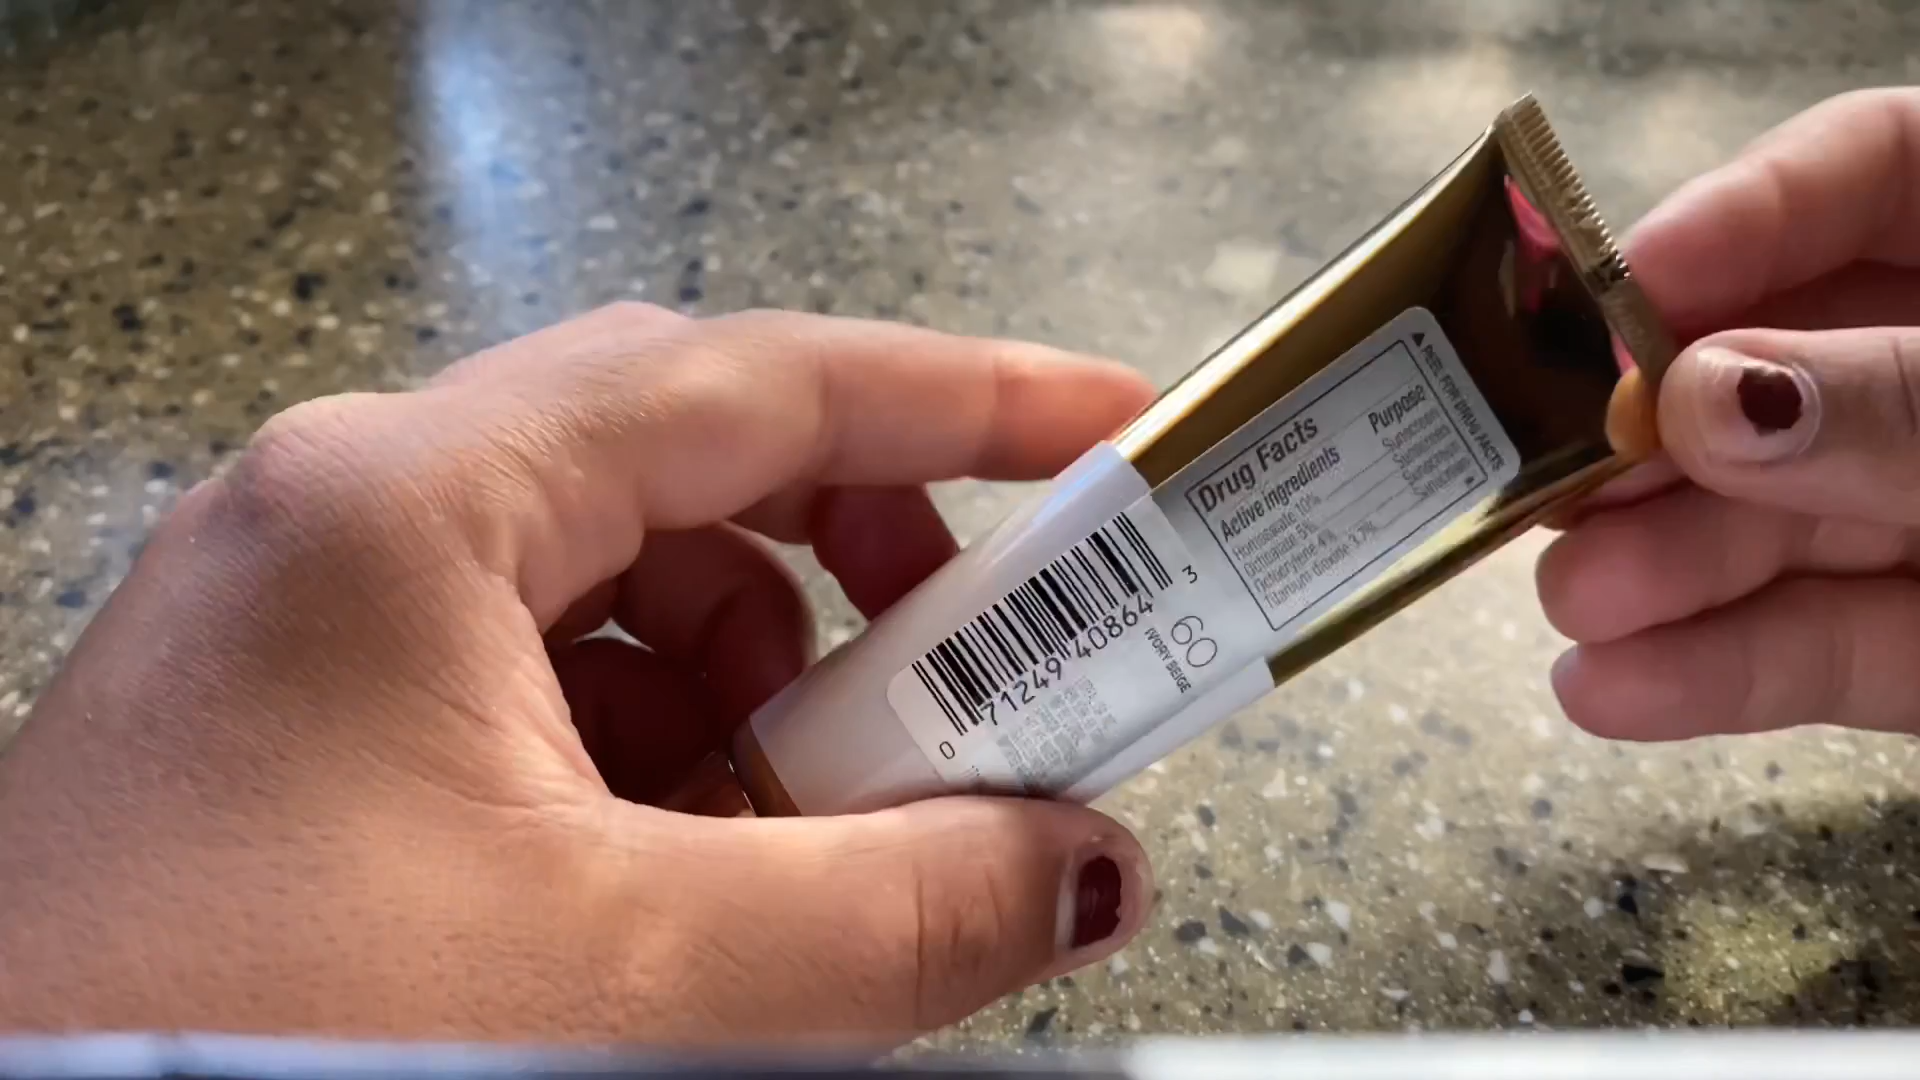 ▲ PEEL FOR DRUG FACTS
Drug Facts
Active ingredients Purpose
Homosalate 10% Sunscreen
Octisalate 5% Sunscreen
Octocrylene 4% Sunscreen
Titanium dioxide 3.7% Sunscreen
0 71249 40864 3
60
IVORY BEIGE